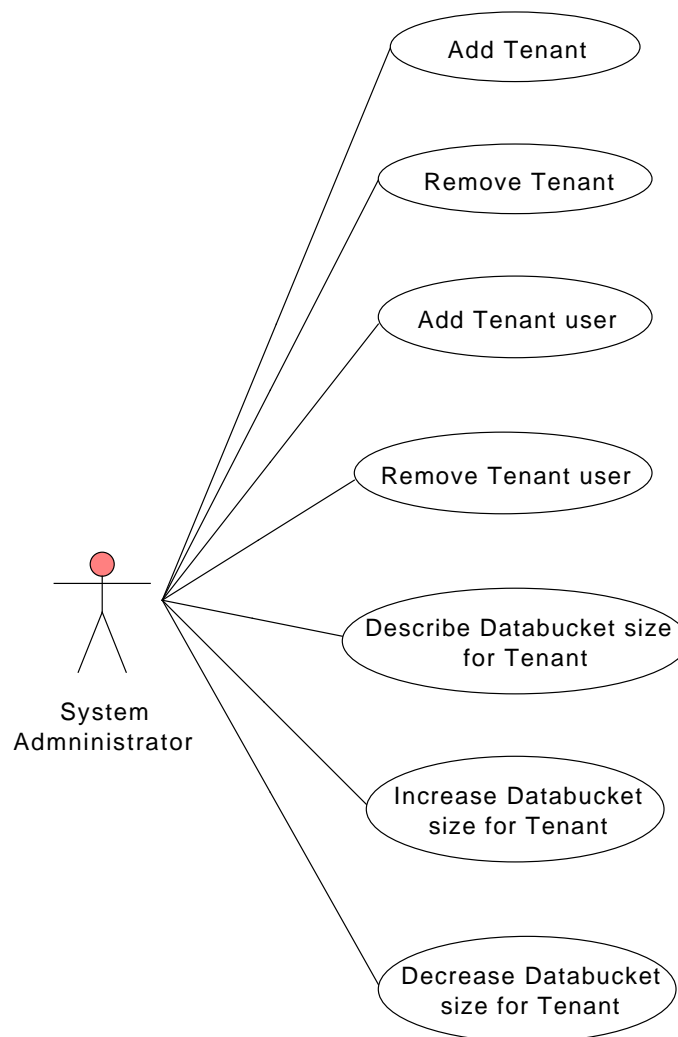 Add Tenant
Remove Tenant
Add Tenant user
Remove Tenant user
Describe Databucket size
for Tenant
System
Admninistrator
Increase Databucket
size for Tenant
Decrease Databucket
size for Tenant